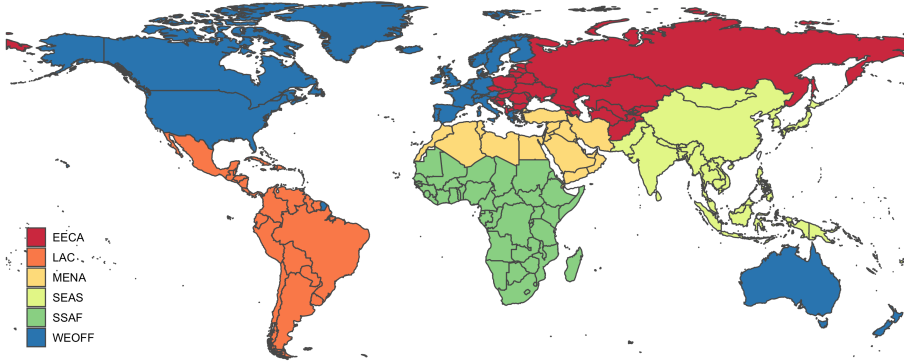 EECA
LAC
MENA
SEAS
SSAF
WEOFF